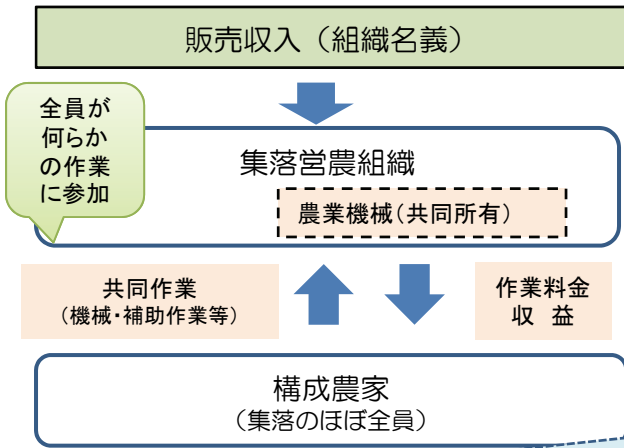 販売収入（組織名義）
全員が
何らか
の作業
に参加
集落営農組織
農業機械（共同所有）
共同作業
（機械・補助作業等）
作業料金
収　益
構成農家
（集落のほぼ全員）